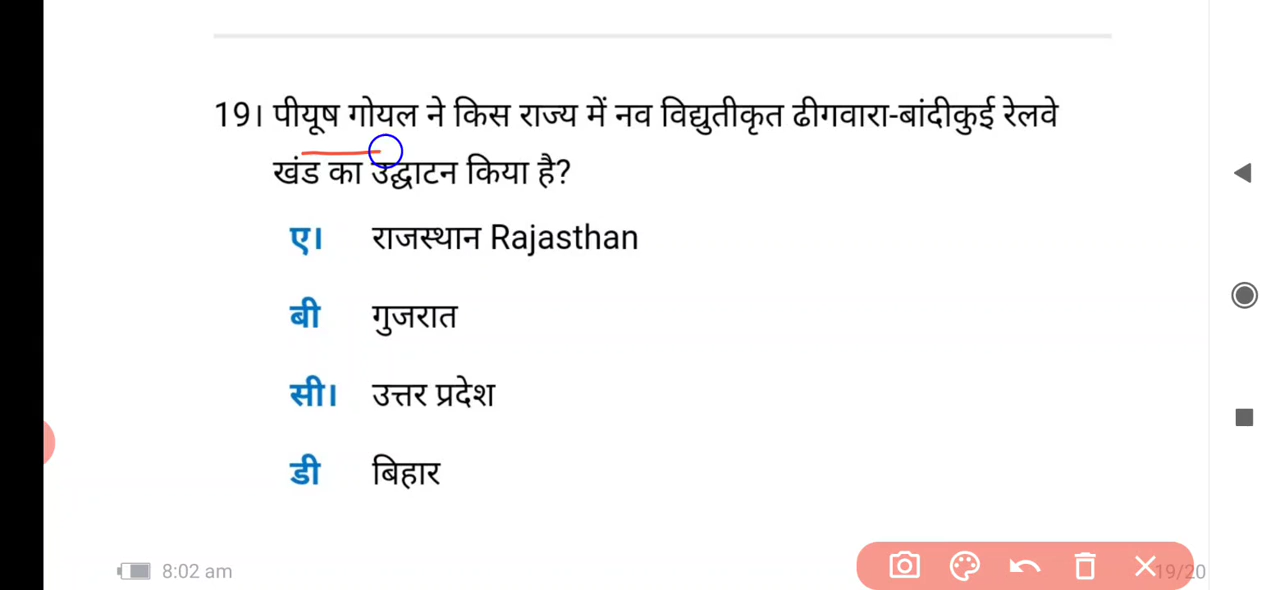 19। पीयूष गोयल ने किस राज्य में नव विद्युतीकृत ढीगवारा-बांदीकुई रेलवे
खंड का उद्घाटन किया है?
ए। राजस्थान Rajasthan
बी गुजरात
सी। उत्तर प्रदेश
डी बिहार
8:02 am
19/20